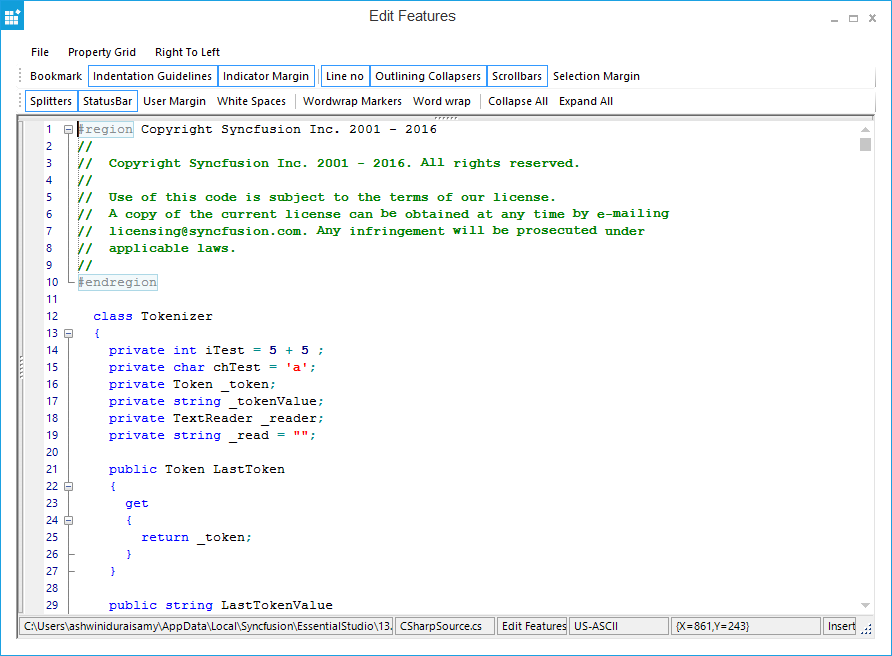 Edit Features
File Property Grid Right To Left
Bookmark Indentation Guidelines Indicator Margin Line no Outlining Collapsers Scrollbars Selection Margin
Splitters StatusBar User Margin White Spaces Wordwrap Markers Word wrap Collapse All Expand All
1 #region Copyright Syncfusion Inc. 2001 - 2016
2 //
3 //  Copyright Syncfusion Inc. 2001 - 2016. All rights reserved.
4 //
5 //  Use of this code is subject to the terms of our license.
6 //  A copy of the current license can be obtained at any time by e-mailing
7 //  licensing@syncfusion.com. Any infringement will be prosecuted under
8 //  applicable laws.
9 //
10 #endregion
11
12   class Tokenizer
13   {
14     private int iTest = 5 + 5 ;
15     private char chTest = 'a';
16     private Token _token;
17     private string _tokenValue;
18     private TextReader _reader;
19     private string _read = "";
20
21     public Token LastToken
22     {
23       get
24       {
25         return _token;
26       }
27     }
28
29     public string LastTokenValue
C:\Users\ashwiniduraisamy\AppData\Local\Syncfusion\EssentialStudio\13. CSharpSource.cs Edit Features US-ASCII {X=861,Y=243} Insert